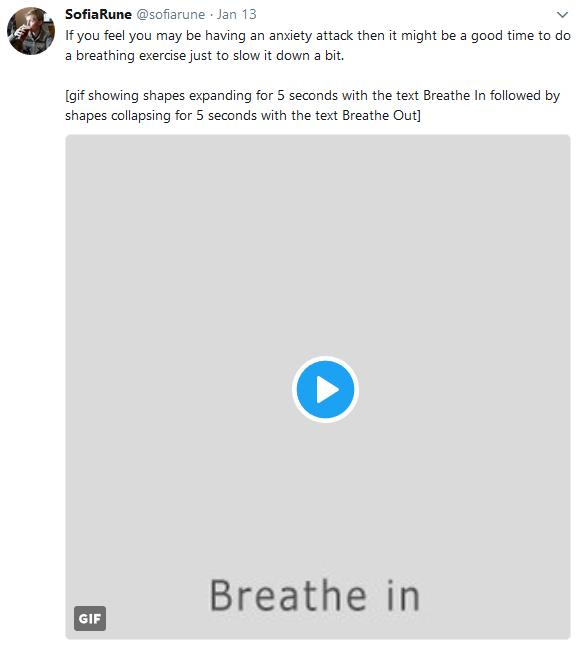 SofiaRune @sofiarune · Jan 13
If you feel you may be having an anxiety attack then it might be a good time to do
a breathing exercise just to slow it down a bit.
[gif showing shapes expanding for 5 seconds with the text Breathe In followed by
shapes collapsing for 5 seconds with the text Breathe Out]
Breathe in
GIF